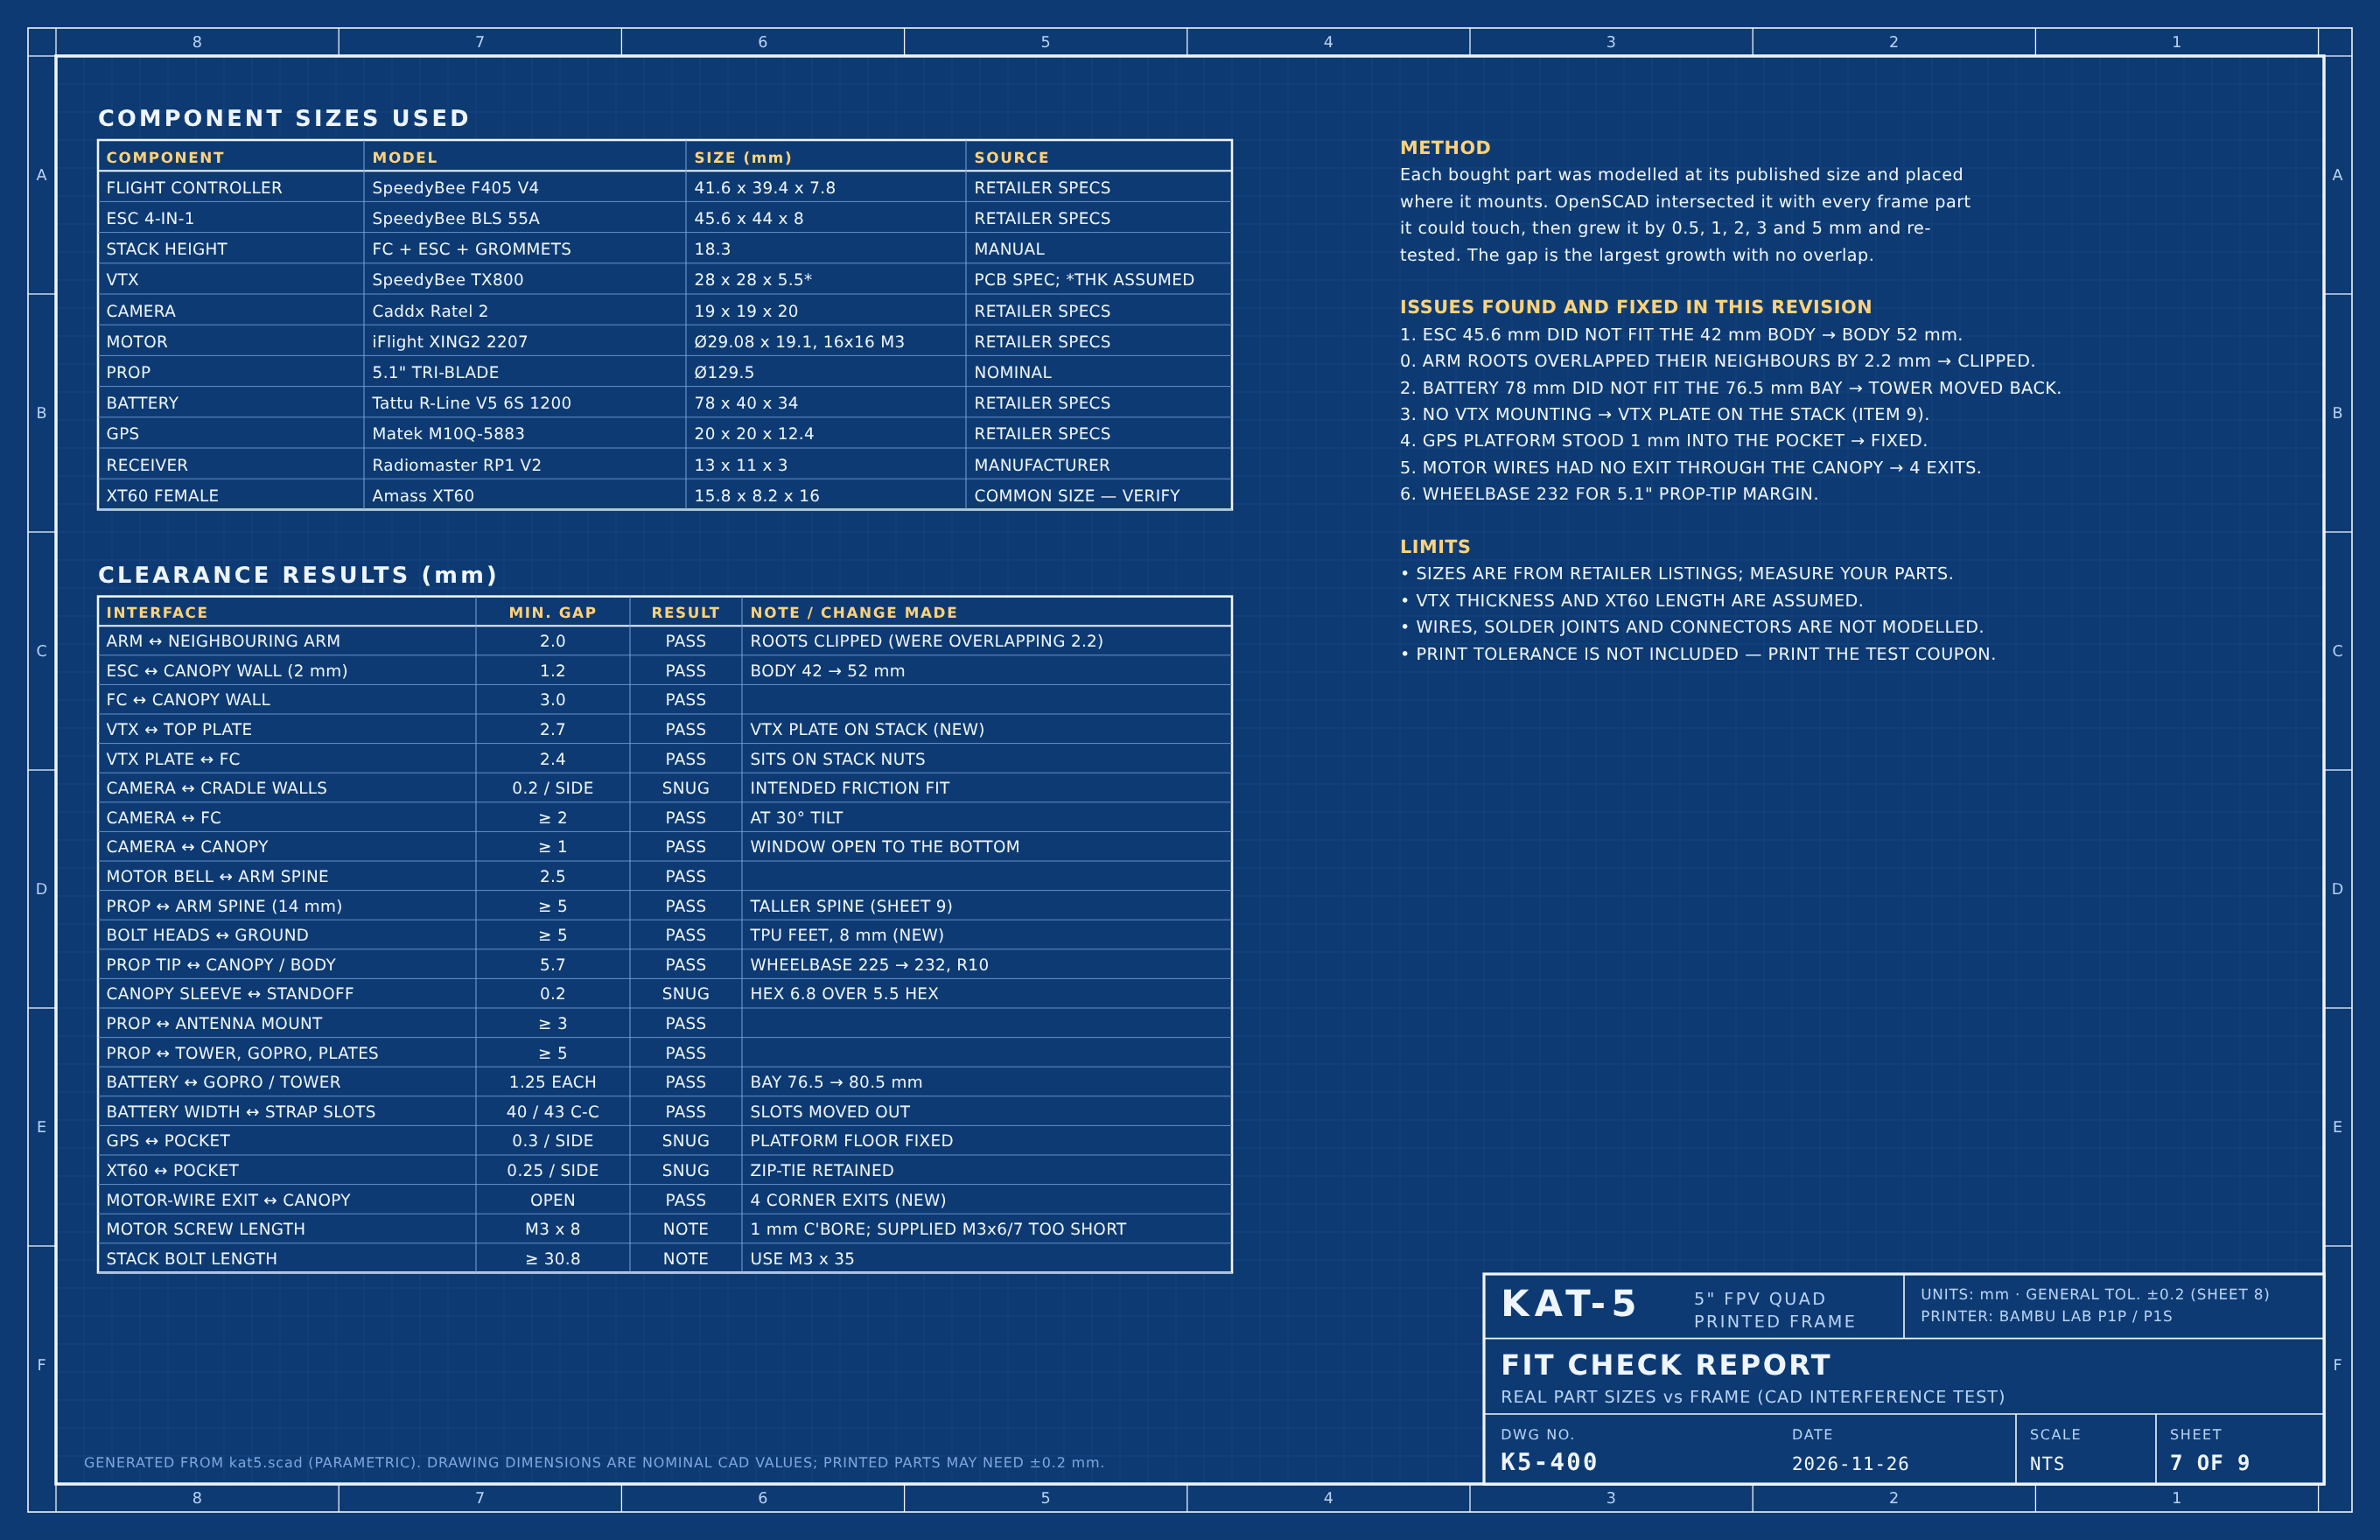 8 7 6 5 4 3 2 1
A
B
C
D
E
F
COMPONENT SIZES USED
COMPONENT MODEL SIZE (mm) SOURCE
FLIGHT CONTROLLER SpeedyBee F405 V4 41.6 x 39.4 x 7.8 RETAILER SPECS
ESC 4-IN-1 SpeedyBee BLS 55A 45.6 x 44 x 8 RETAILER SPECS
STACK HEIGHT FC + ESC + GROMMETS 18.3 MANUAL
VTX SpeedyBee TX800 28 x 28 x 5.5* PCB SPEC; *THK ASSUMED
CAMERA Caddx Ratel 2 19 x 19 x 20 RETAILER SPECS
MOTOR iFlight XING2 2207 Ø29.08 x 19.1, 16x16 M3 RETAILER SPECS
PROP 5.1" TRI-BLADE Ø129.5 NOMINAL
BATTERY Tattu R-Line V5 6S 1200 78 x 40 x 34 RETAILER SPECS
GPS Matek M10Q-5883 20 x 20 x 12.4 RETAILER SPECS
RECEIVER Radiomaster RP1 V2 13 x 11 x 3 MANUFACTURER
XT60 FEMALE Amass XT60 15.8 x 8.2 x 16 COMMON SIZE — VERIFY
CLEARANCE RESULTS (mm)
INTERFACE MIN. GAP RESULT NOTE / CHANGE MADE
ARM ↔ NEIGHBOURING ARM 2.0 PASS ROOTS CLIPPED (WERE OVERLAPPING 2.2)
ESC ↔ CANOPY WALL (2 mm) 1.2 PASS BODY 42 → 52 mm
FC ↔ CANOPY WALL 3.0 PASS
VTX ↔ TOP PLATE 2.7 PASS VTX PLATE ON STACK (NEW)
VTX PLATE ↔ FC 2.4 PASS SITS ON STACK NUTS
CAMERA ↔ CRADLE WALLS 0.2 / SIDE SNUG INTENDED FRICTION FIT
CAMERA ↔ FC ≥ 2 PASS AT 30° TILT
CAMERA ↔ CANOPY ≥ 1 PASS WINDOW OPEN TO THE BOTTOM
MOTOR BELL ↔ ARM SPINE 2.5 PASS
PROP ↔ ARM SPINE (14 mm) ≥ 5 PASS TALLER SPINE (SHEET 9)
BOLT HEADS ↔ GROUND ≥ 5 PASS TPU FEET, 8 mm (NEW)
PROP TIP ↔ CANOPY / BODY 5.7 PASS WHEELBASE 225 → 232, R10
CANOPY SLEEVE ↔ STANDOFF 0.2 SNUG HEX 6.8 OVER 5.5 HEX
PROP ↔ ANTENNA MOUNT ≥ 3 PASS
PROP ↔ TOWER, GOPRO, PLATES ≥ 5 PASS
BATTERY ↔ GOPRO / TOWER 1.25 EACH PASS BAY 76.5 → 80.5 mm
BATTERY WIDTH ↔ STRAP SLOTS 40 / 43 C-C PASS SLOTS MOVED OUT
GPS ↔ POCKET 0.3 / SIDE SNUG PLATFORM FLOOR FIXED
XT60 ↔ POCKET 0.25 / SIDE SNUG ZIP-TIE RETAINED
MOTOR-WIRE EXIT ↔ CANOPY OPEN PASS 4 CORNER EXITS (NEW)
MOTOR SCREW LENGTH M3 x 8 NOTE 1 mm C'BORE; SUPPLIED M3x6/7 TOO SHORT
STACK BOLT LENGTH ≥ 30.8 NOTE USE M3 x 35
METHOD
Each bought part was modelled at its published size and placed
where it mounts. OpenSCAD intersected it with every frame part
it could touch, then grew it by 0.5, 1, 2, 3 and 5 mm and re-
tested. The gap is the largest growth with no overlap.
ISSUES FOUND AND FIXED IN THIS REVISION
1. ESC 45.6 mm DID NOT FIT THE 42 mm BODY → BODY 52 mm.
0. ARM ROOTS OVERLAPPED THEIR NEIGHBOURS BY 2.2 mm → CLIPPED.
2. BATTERY 78 mm DID NOT FIT THE 76.5 mm BAY → TOWER MOVED BACK.
3. NO VTX MOUNTING → VTX PLATE ON THE STACK (ITEM 9).
4. GPS PLATFORM STOOD 1 mm INTO THE POCKET → FIXED.
5. MOTOR WIRES HAD NO EXIT THROUGH THE CANOPY → 4 EXITS.
6. WHEELBASE 232 FOR 5.1" PROP-TIP MARGIN.
LIMITS
• SIZES ARE FROM RETAILER LISTINGS; MEASURE YOUR PARTS.
• VTX THICKNESS AND XT60 LENGTH ARE ASSUMED.
• WIRES, SOLDER JOINTS AND CONNECTORS ARE NOT MODELLED.
• PRINT TOLERANCE IS NOT INCLUDED — PRINT THE TEST COUPON.
A
B
C
D
E
F
KAT-5
5" FPV QUAD
PRINTED FRAME
UNITS: mm · GENERAL TOL. ±0.2 (SHEET 8)
PRINTER: BAMBU LAB P1P / P1S
FIT CHECK REPORT
REAL PART SIZES vs FRAME (CAD INTERFERENCE TEST)
DWG NO. DATE SCALE SHEET
K5-400 2026-11-26 NTS 7 OF 9
GENERATED FROM kat5.scad (PARAMETRIC). DRAWING DIMENSIONS ARE NOMINAL CAD VALUES; PRINTED PARTS MAY NEED ±0.2 mm.
8 7 6 5 4 3 2 1